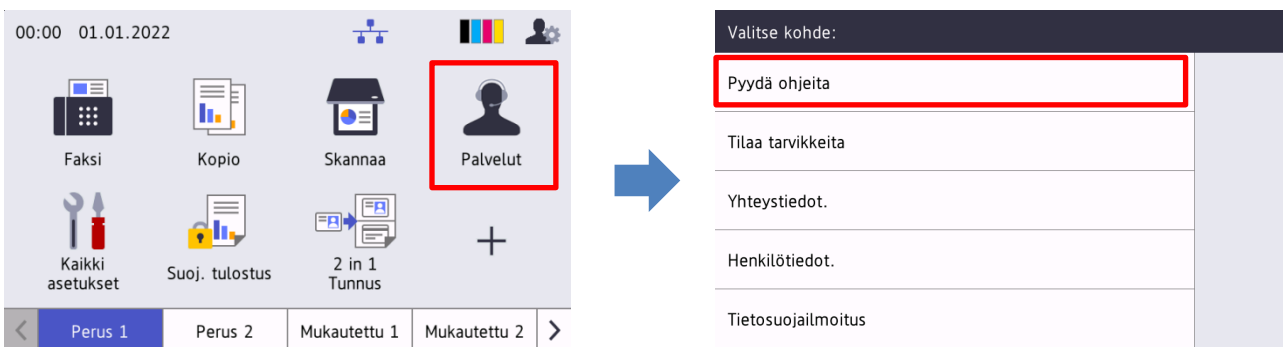 00:00 01.01.2022
Faksi
Kopio
Skannaa
Palvelut
Kaikki
asetukset
Suoj. tulostus
2 in 1
Tunnus
Perus 1
Perus 2
Mukautettu 1
Mukautettu 2
Valitse kohde:
Pyydä ohjeita
Tilaa tarvikkeita
Yhteystiedot.
Henkilötiedot.
Tietosuojailmoitus